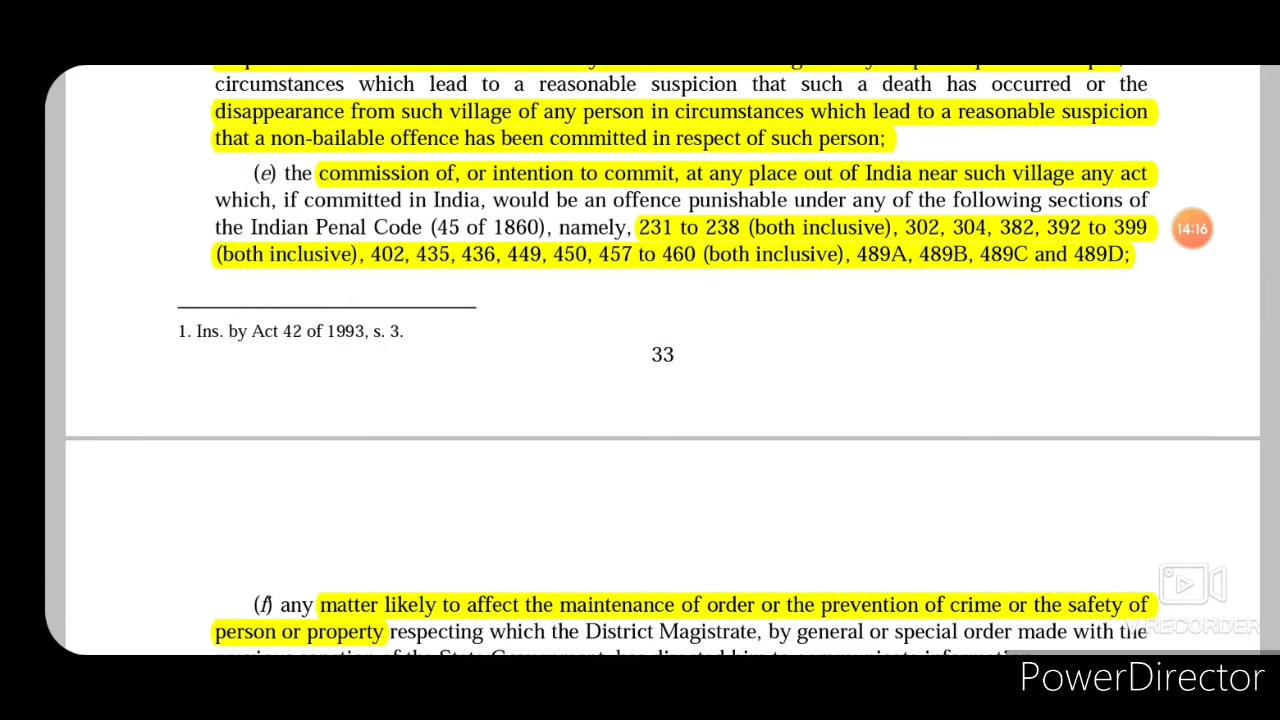 circumstances which lead to a reasonable suspicion that such a death has occurred or the
disappearance from such village of any person in circumstances which lead to a reasonable suspicion
that a non-bailable offence has been committed in respect of such person;
(e) the commission of, or intention to commit, at any place out of India near such village any act
which, if committed in India, would be an offence punishable under any of the following sections of
the Indian Penal Code (45 of 1860), namely, 231 to 238 (both inclusive), 302, 304, 382, 392 to 399
14:16
(both inclusive), 402, 435, 436, 449, 450, 457 to 460 (both inclusive), 489A, 489B, 489C and 489D;
1. Ins. by Act 42 of 1993, s. 3.
33
(f) any matter likely to affect the maintenance of order or the prevention of crime or the safety of
person or property respecting which the District Magistrate, by general or special order made with the
V RECORDER
PowerDirector